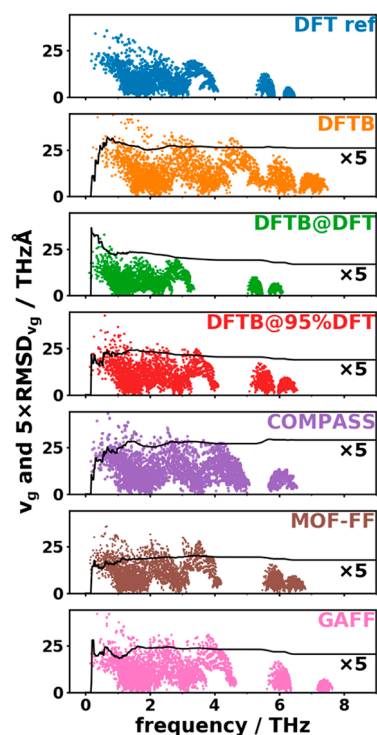 v_g and 5×RMSD_vg / THzÅ
DFT ref
25
0
DFTB
25
×5
0
DFTB@DFT
25
×5
0
DFTB@95%DFT
25
×5
0
COMPASS
25
×5
0
MOF-FF
25
×5
0
GAFF
25
×5
0
0 2 4 6 8
frequency / THz